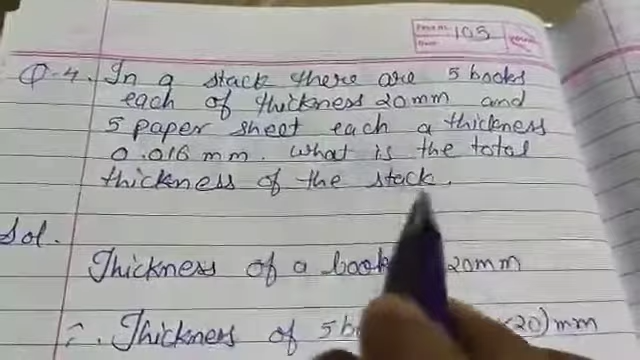 105
Q-4. In a stack there are 5 books
each of thickness 20mm and
5 paper sheet each a thickness
0.016 mm. What is the total
thickness of the stack.
Sol.
Thickness of a book 20mm
∴ Thickness of 5 20) mm